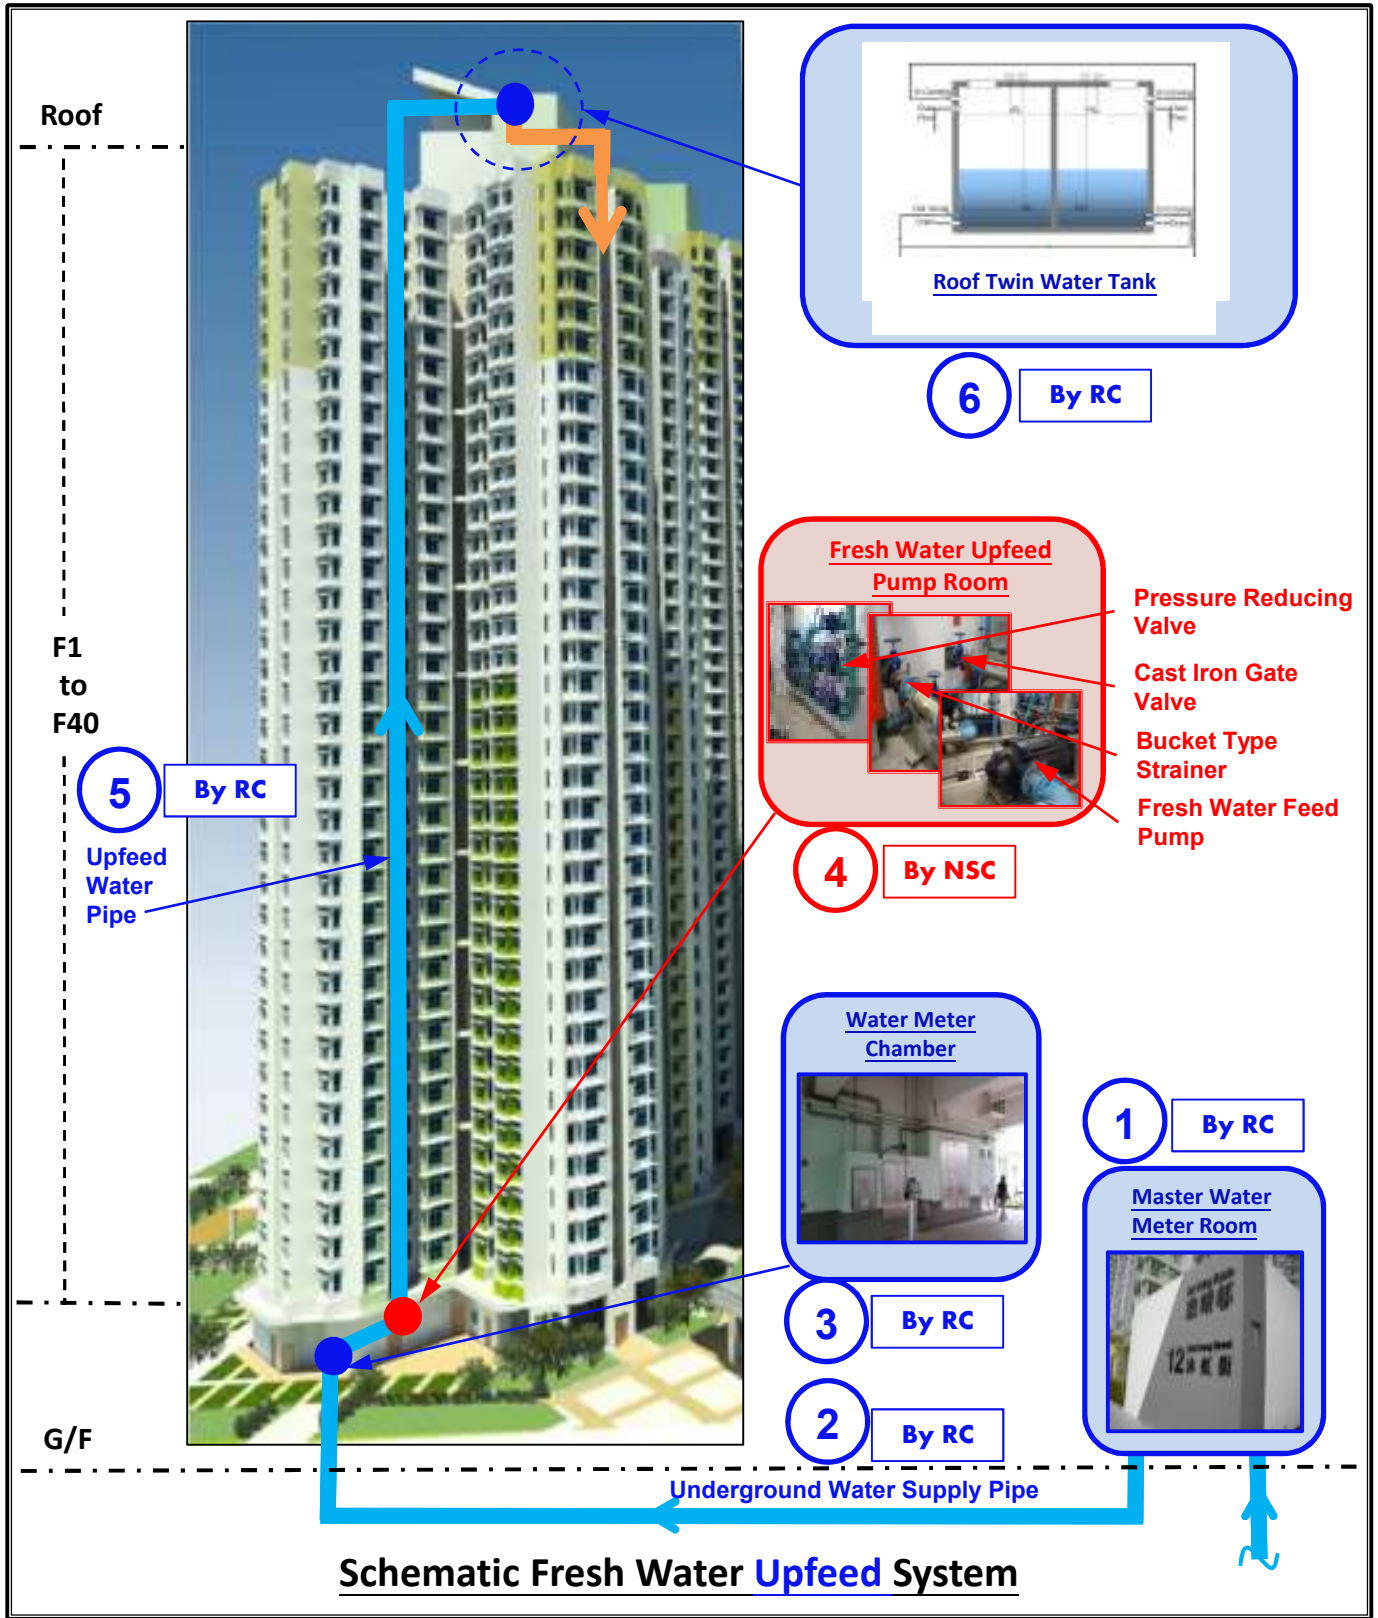 Roof
Roof Twin Water Tank
6
By RC
Fresh Water Upfeed
Pump Room
Pressure Reducing
Valve
Cast Iron Gate
Valve
Bucket Type
Strainer
Fresh Water Feed
Pump
4
By NSC
F1
to
F40
5
By RC
Upfeed
Water
Pipe
Water Meter
Chamber
1
By RC
Master Water
Meter Room
12
3
By RC
2
By RC
G/F
Underground Water Supply Pipe
Schematic Fresh Water Upfeed System